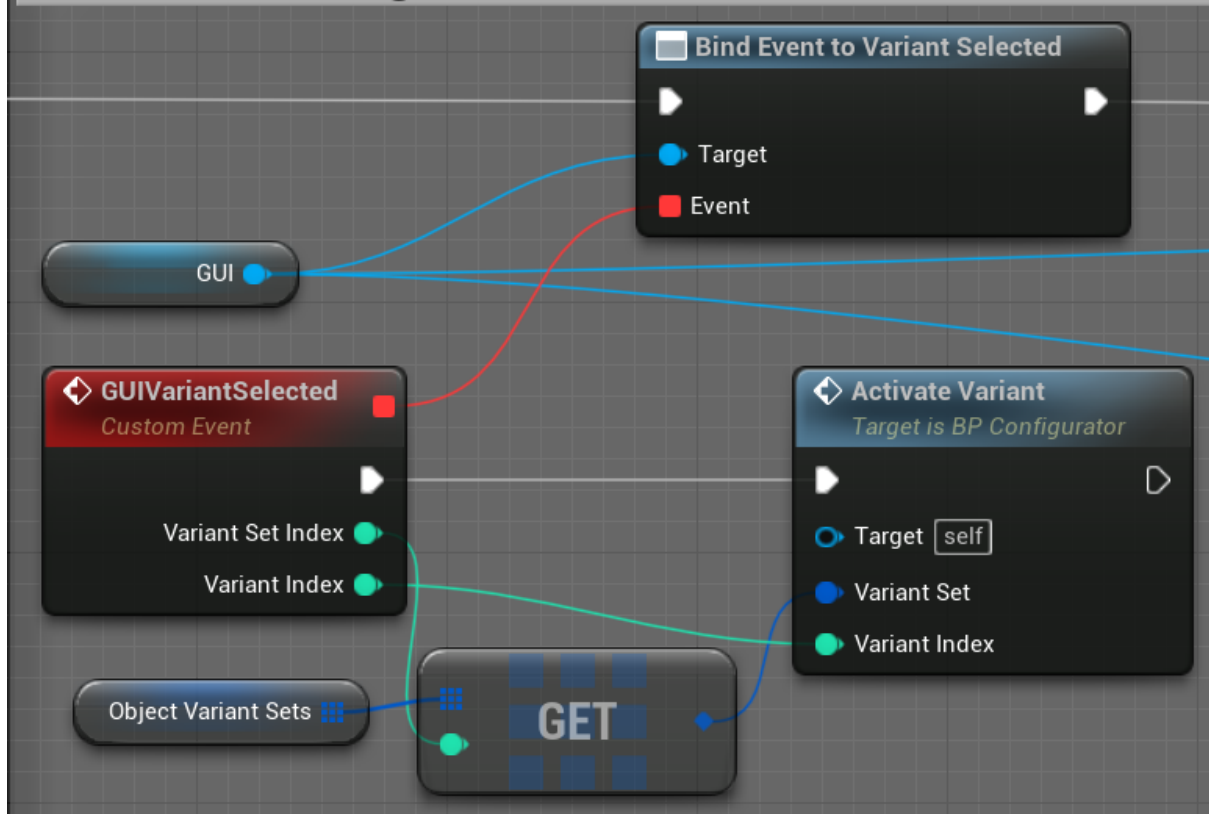 Bind Event to Variant Selected
Target
Event
GUI
GUIVariantSelected
Custom Event
Variant Set Index
Variant Index
Activate Variant
Target is BP Configurator
Target self
Variant Set
Variant Index
Object Variant Sets
GET